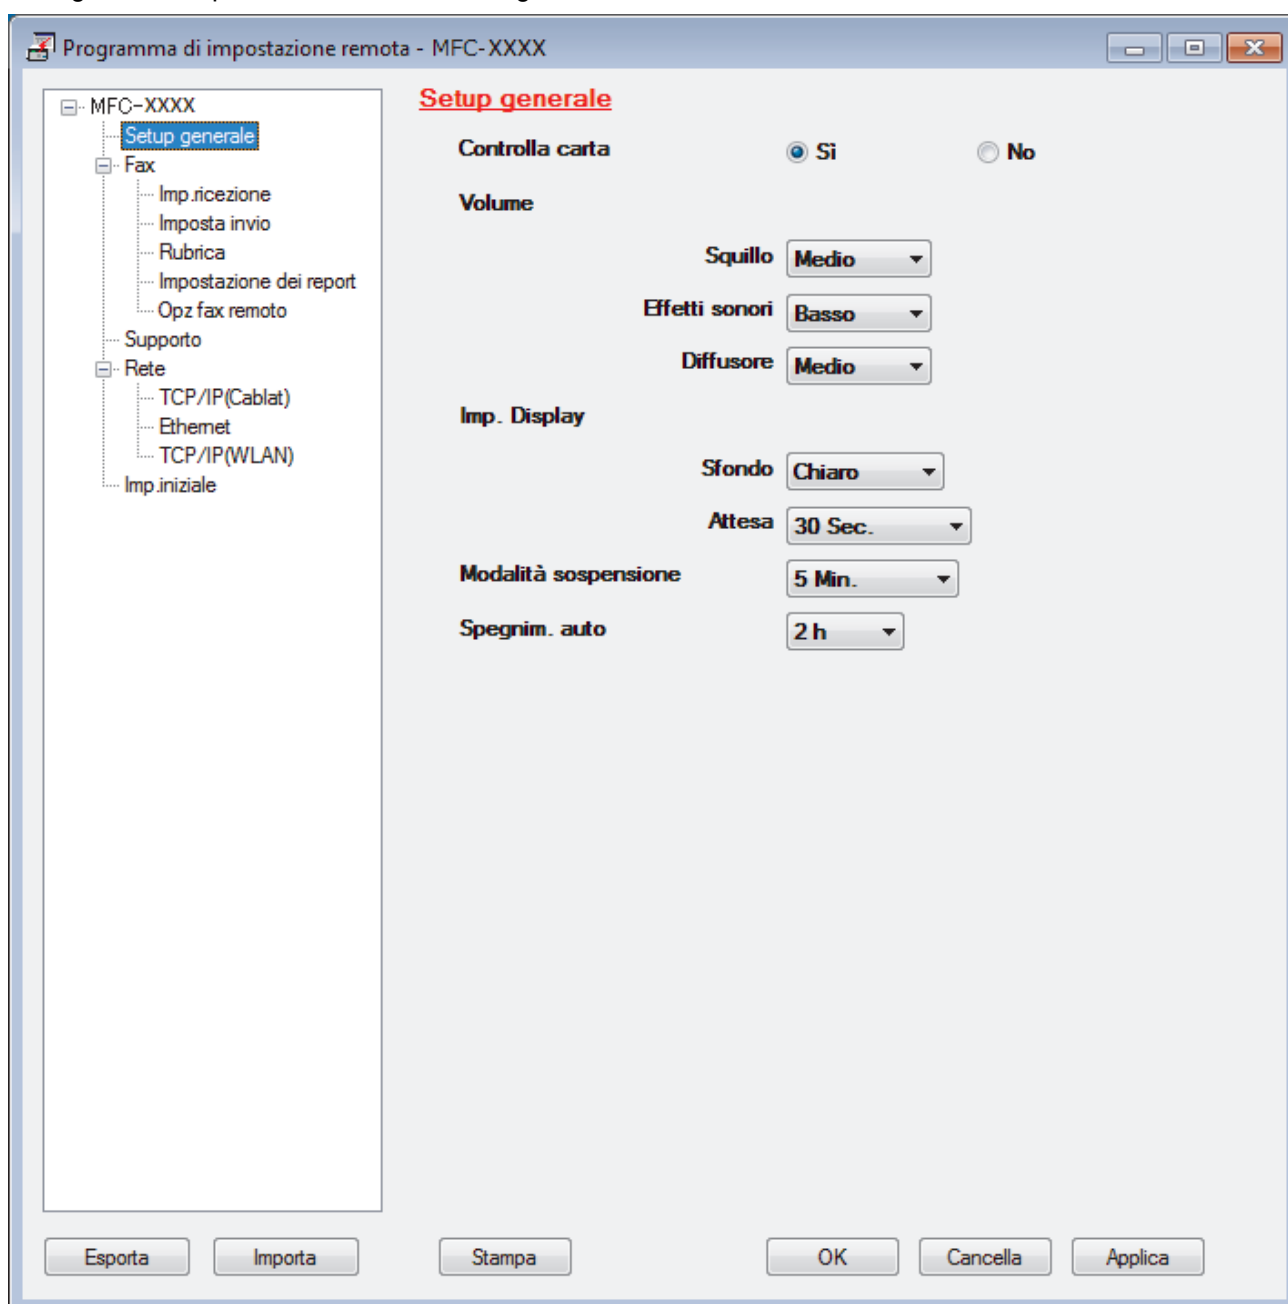 Programma di impostazione remota - MFC-XXXX
MFC-XXXX
Setup generale
Fax
Imp.ricezione
Imposta invio
Rubrica
Impostazione dei report
Opz fax remoto
Supporto
Rete
TCP/IP(Cablat)
Ethernet
TCP/IP(WLAN)
Imp.iniziale
Setup generale
Controlla carta Sì No
Volume
Squillo Medio
Effetti sonori Basso
Diffusore Medio
Imp. Display
Sfondo Chiaro
Attesa 30 Sec.
Modalità sospensione 5 Min.
Spegnim. auto 2 h
Esporta Importa Stampa OK Cancella Applica